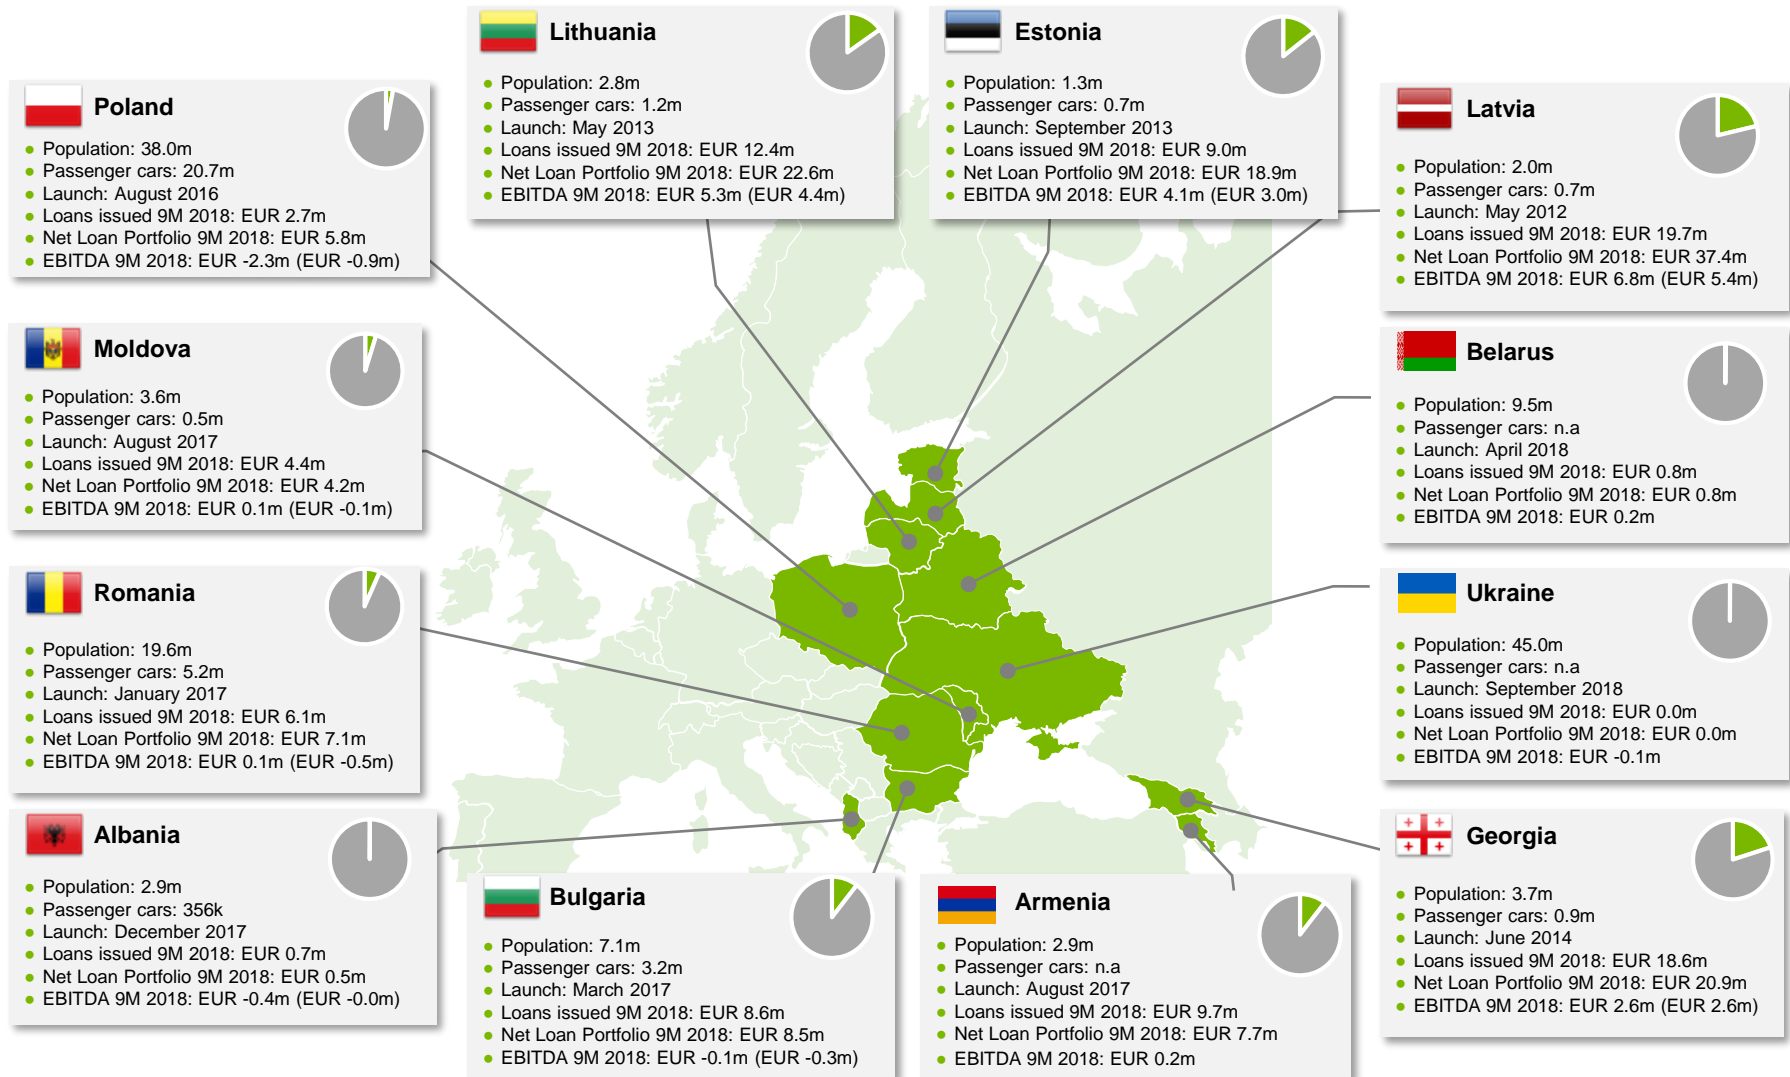 Poland
Population: 38.0m
Passenger cars: 20.7m
Launch: August 2016
Loans issued 9M 2018: EUR 2.7m
Net Loan Portfolio 9M 2018: EUR 5.8m
EBITDA 9M 2018: EUR -2.3m (EUR -0.9m)
Lithuania
Population: 2.8m
Passenger cars: 1.2m
Launch: May 2013
Loans issued 9M 2018: EUR 12.4m
Net Loan Portfolio 9M 2018: EUR 22.6m
EBITDA 9M 2018: EUR 5.3m (EUR 4.4m)
Estonia
Population: 1.3m
Passenger cars: 0.7m
Launch: September 2013
Loans issued 9M 2018: EUR 9.0m
Net Loan Portfolio 9M 2018: EUR 18.9m
EBITDA 9M 2018: EUR 4.1m (EUR 3.0m)
Latvia
Population: 2.0m
Passenger cars: 0.7m
Launch: May 2012
Loans issued 9M 2018: EUR 19.7m
Net Loan Portfolio 9M 2018: EUR 37.4m
EBITDA 9M 2018: EUR 6.8m (EUR 5.4m)
Moldova
Population: 3.6m
Passenger cars: 0.5m
Launch: August 2017
Loans issued 9M 2018: EUR 4.4m
Net Loan Portfolio 9M 2018: EUR 4.2m
EBITDA 9M 2018: EUR 0.1m (EUR -0.1m)
Belarus
Population: 9.5m
Passenger cars: n.a
Launch: April 2018
Loans issued 9M 2018: EUR 0.8m
Net Loan Portfolio 9M 2018: EUR 0.8m
EBITDA 9M 2018: EUR 0.2m
Romania
Population: 19.6m
Passenger cars: 5.2m
Launch: January 2017
Loans issued 9M 2018: EUR 6.1m
Net Loan Portfolio 9M 2018: EUR 7.1m
EBITDA 9M 2018: EUR 0.1m (EUR -0.5m)
Ukraine
Population: 45.0m
Passenger cars: n.a
Launch: September 2018
Loans issued 9M 2018: EUR 0.0m
Net Loan Portfolio 9M 2018: EUR 0.0m
EBITDA 9M 2018: EUR -0.1m
Albania
Population: 2.9m
Passenger cars: 356k
Launch: December 2017
Loans issued 9M 2018: EUR 0.7m
Net Loan Portfolio 9M 2018: EUR 0.5m
EBITDA 9M 2018: EUR -0.4m (EUR -0.0m)
Bulgaria
Population: 7.1m
Passenger cars: 3.2m
Launch: March 2017
Loans issued 9M 2018: EUR 8.6m
Net Loan Portfolio 9M 2018: EUR 8.5m
EBITDA 9M 2018: EUR -0.1m (EUR -0.3m)
Armenia
Population: 2.9m
Passenger cars: n.a
Launch: August 2017
Loans issued 9M 2018: EUR 9.7m
Net Loan Portfolio 9M 2018: EUR 7.7m
EBITDA 9M 2018: EUR 0.2m
Georgia
Population: 3.7m
Passenger cars: 0.9m
Launch: June 2014
Loans issued 9M 2018: EUR 18.6m
Net Loan Portfolio 9M 2018: EUR 20.9m
EBITDA 9M 2018: EUR 2.6m (EUR 2.6m)